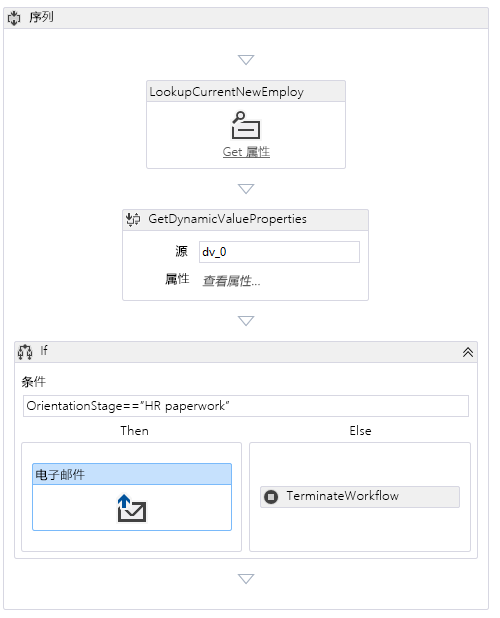 序列
LookupCurrentNewEmploy
Get 属性
GetDynamicValueProperties
源 dv_0
属性 查看属性...
If
条件
OrientationStage=="HR paperwork"
Then Else
电子邮件
TerminateWorkflow